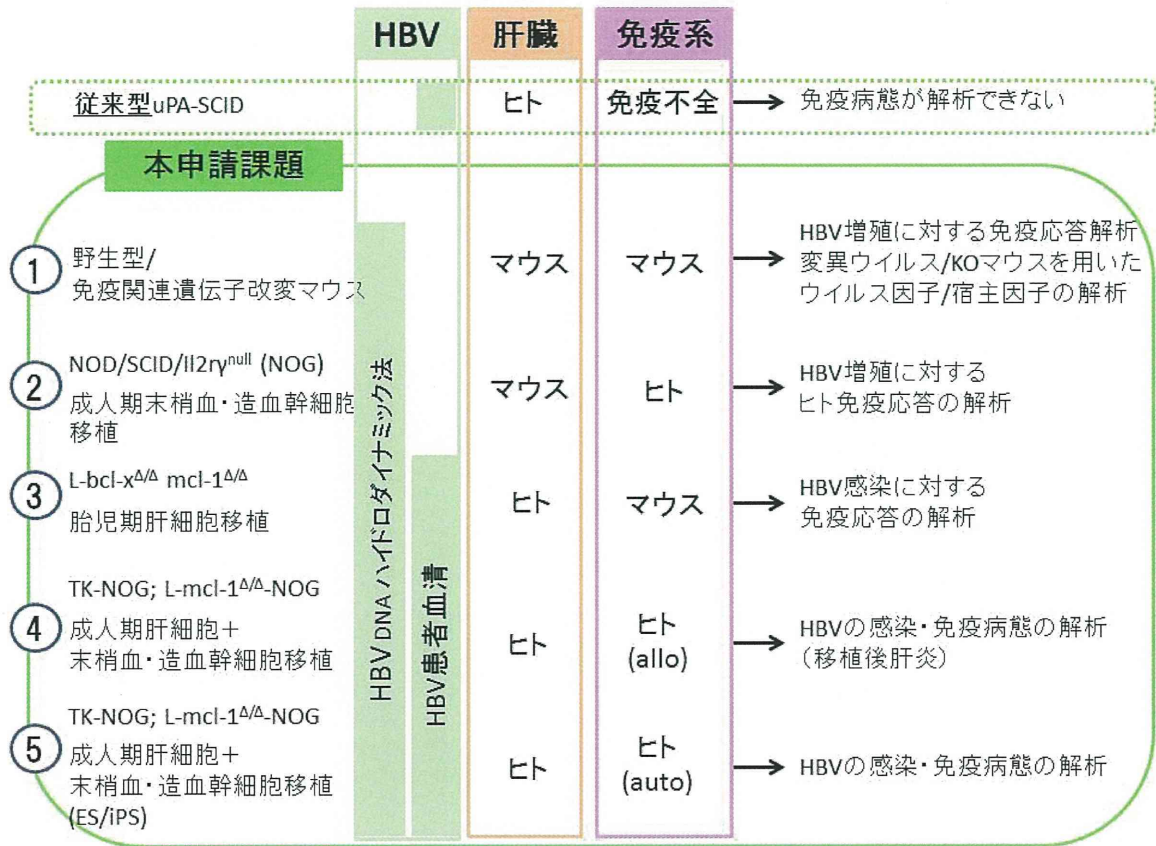 HBV
肝臓
免疫系
従来型uPA-SCID
ヒト
免疫不全
免疫病態が解析できない
本申請課題
1
野生型/
免疫関連遺伝子改変マウス
マウス
マウス
HBV増殖に対する免疫応答解析
変異ウイルス/KOマウスを用いた
ウイルス因子/宿主因子の解析
2
NOD/SCID/Il2rγnull (NOG)
成人期末梢血・造血幹細胞
移植
マウス
ヒト
HBV増殖に対する
ヒト免疫応答の解析
3
L-bcl-xΔ/Δ mcl-1Δ/Δ
胎児期肝細胞移植
ヒト
マウス
HBV感染に対する
免疫応答の解析
4
TK-NOG; L-mcl-1Δ/Δ-NOG
成人期肝細胞＋
末梢血・造血幹細胞移植
ヒト
ヒト
(allo)
HBVの感染・免疫病態の解析
（移植後肝炎）
5
TK-NOG; L-mcl-1Δ/Δ-NOG
成人期肝細胞＋
末梢血・造血幹細胞移植
(ES/iPS)
ヒト
ヒト
(auto)
HBVの感染・免疫病態の解析
HBV DNA ハイドロダイナミック法
HBV患者血清